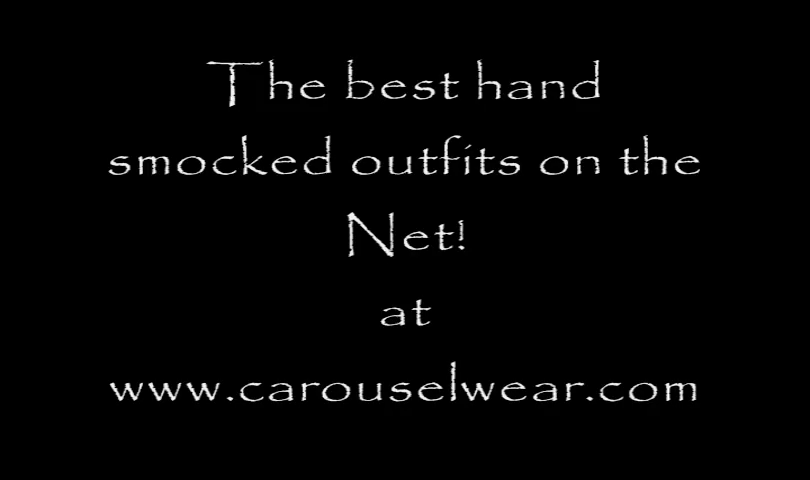 The best hand
smocked outfits on the
Net!
at
www.carouselwear.com